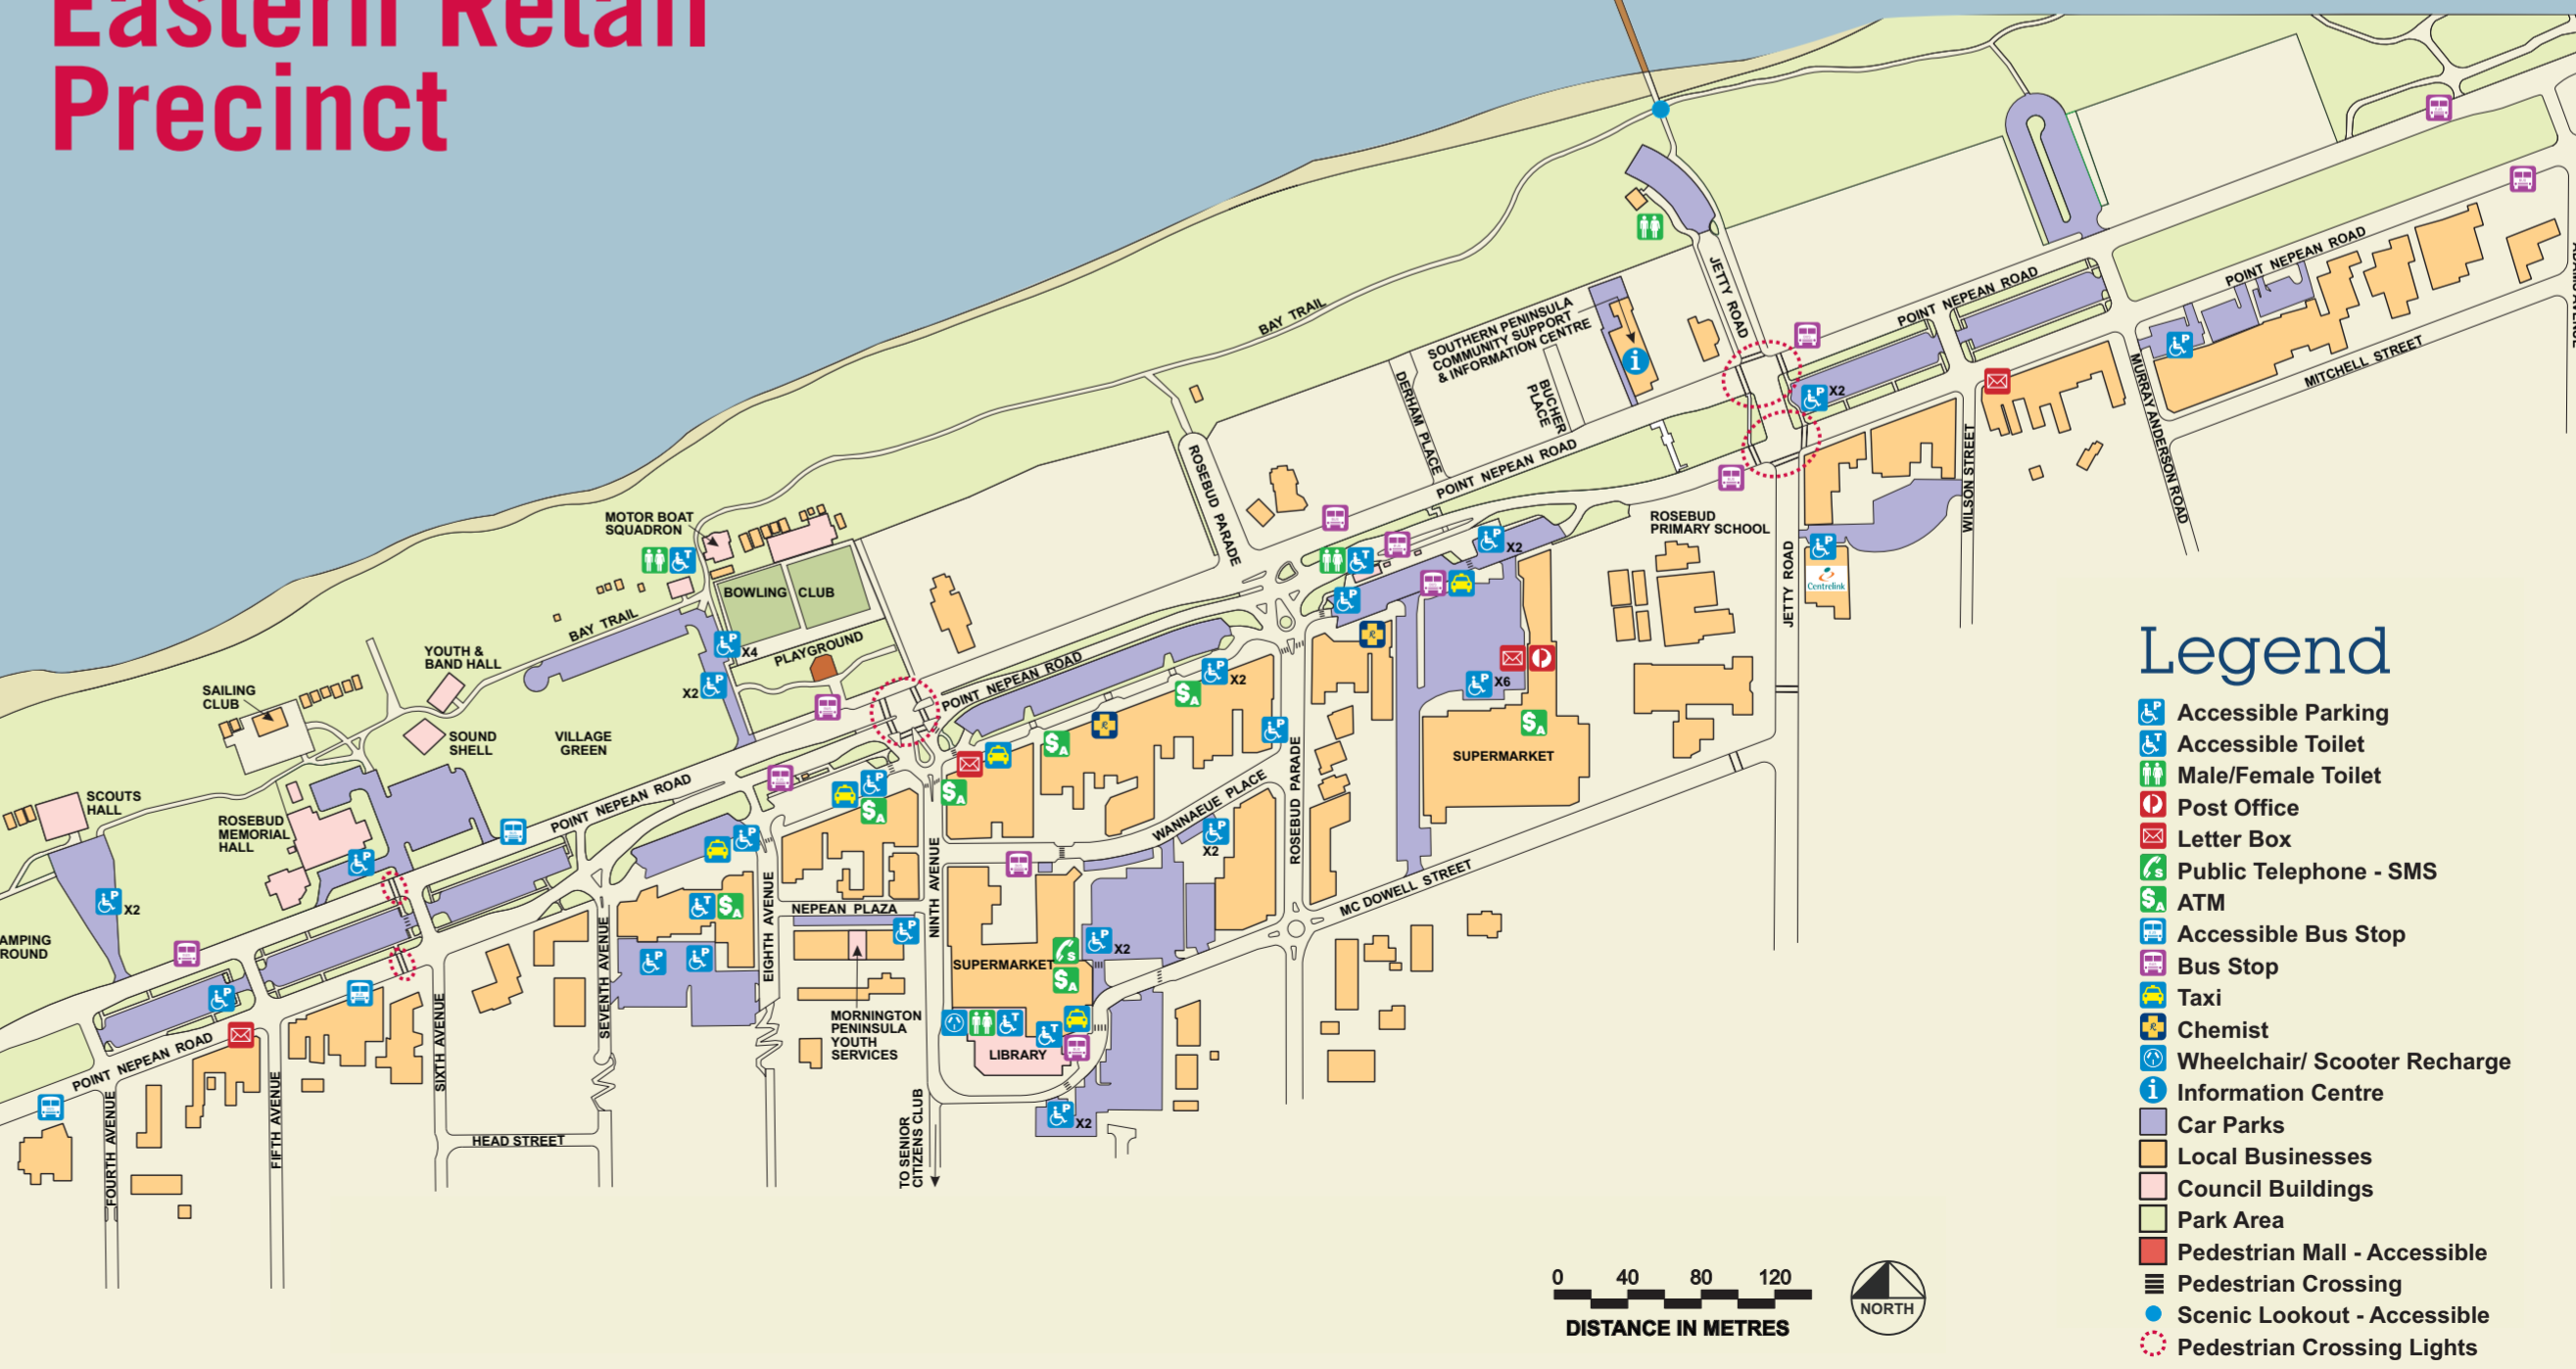 Eastern Retail
Precinct
BAY TRAIL
SOUTHERN PENINSULA
COMMUNITY SUPPORT
& INFORMATION CENTRE
i
JETTY ROAD
POINT NEPEAN ROAD
POINT NEPEAN ROAD
MITCHELL STREET
MURRAY ANDERSON ROAD
WILSON STREET
X2
DERHAM PLACE
BUCHER
PLACE
POINT NEPEAN ROAD
ROSEBUD PARADE
ROSEBUD
PRIMARY SCHOOL
JETTY ROAD
Centrelink
MOTOR BOAT
SQUADRON
BOWLING CLUB
PLAYGROUND
BAY TRAIL
X4
X2
YOUTH &
BAND HALL
SAILING
CLUB
SOUND
SHELL
VILLAGE
GREEN
SCOUTS
HALL
ROSEBUD
MEMORIAL
HALL
X2
AMPING
ROUND
POINT NEPEAN ROAD
POINT NEPEAN ROAD
X2
X2
X6
SUPERMARKET
WANNAEUE PLACE
X2
ROSEBUD PARADE
MC DOWELL STREET
NINTH AVENUE
NEPEAN PLAZA
EIGHTH AVENUE
SEVENTH AVENUE
SIXTH AVENUE
FIFTH AVENUE
FOURTH AVENUE
POINT NEPEAN ROAD
HEAD STREET
SUPERMARKET
X2
MORNINGTON
PENINSULA
YOUTH
SERVICES
LIBRARY
X2
TO SENIOR
CITIZENS CLUB
0 40 80 120
DISTANCE IN METRES
NORTH
Legend
Accessible Parking
Accessible Toilet
Male/Female Toilet
Post Office
Letter Box
Public Telephone - SMS
ATM
Accessible Bus Stop
Bus Stop
Taxi
Chemist
Wheelchair/ Scooter Recharge
Information Centre
Car Parks
Local Businesses
Council Buildings
Park Area
Pedestrian Mall - Accessible
Pedestrian Crossing
Scenic Lookout - Accessible
Pedestrian Crossing Lights